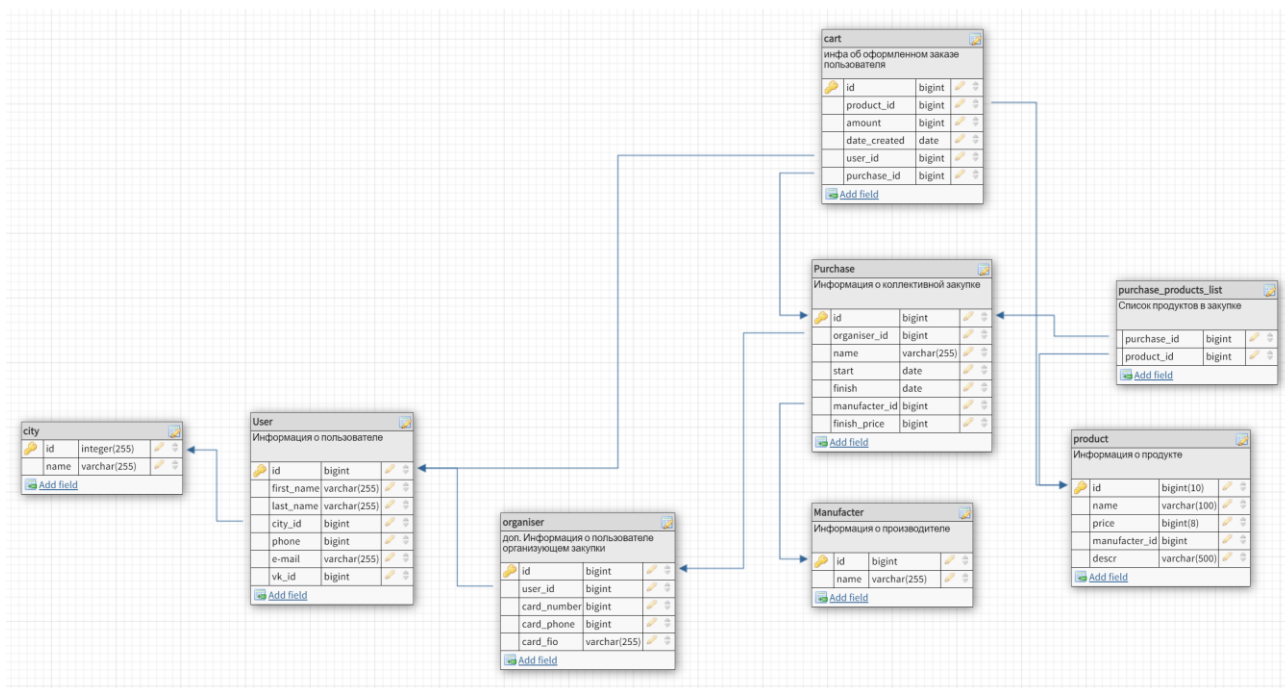 cart
инфа об оформленном заказе
пользователя
id bigint
product_id bigint
amount bigint
date_created date
user_id bigint
purchase_id bigint
Add field
Purchase
Информация о коллективной закупке
id bigint
organiser_id bigint
name varchar(255)
start date
finish date
manufacter_id bigint
finish_price bigint
Add field
purchase_products_list
Список продуктов в закупке
purchase_id bigint
product_id bigint
Add field
city
id integer(255)
name varchar(255)
Add field
User
Информация о пользователе
id bigint
first_name varchar(255)
last_name varchar(255)
city_id bigint
phone bigint
e-mail varchar(255)
vk_id bigint
Add field
organiser
доп. Информация о пользователе
организующем закупки
id bigint
user_id bigint
card_number bigint
card_phone bigint
card_fio varchar(255)
Add field
Manufacter
Информация о производителе
id bigint
name varchar(255)
Add field
product
Информация о продукте
id bigint(10)
name varchar(100)
price bigint(8)
manufacter_id bigint
descr varchar(500)
Add field